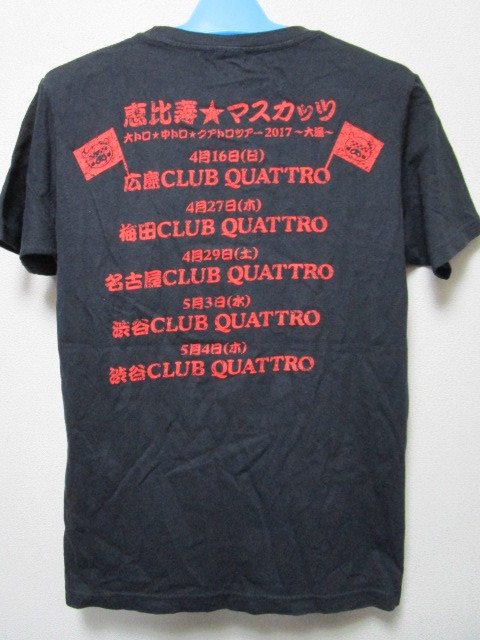 恵比寿★マスカッツ
大トロ★中トロ★クアトロツアー2017～大漁～
4月16日(日)
広島CLUB QUATTRO
4月27日(木)
梅田CLUB QUATTRO
4月29日(土)
名古屋CLUB QUATTRO
5月3日(水)
渋谷CLUB QUATTRO
5月4日(木)
渋谷CLUB QUATTRO